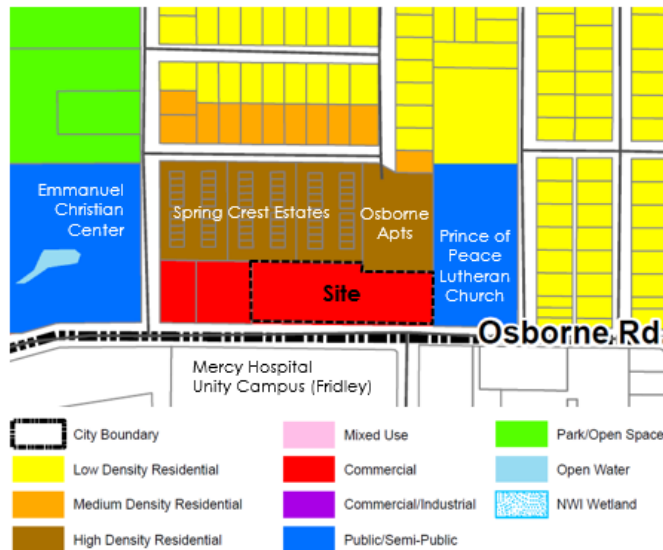 Emmanuel
Christian
Center
Spring Crest Estates
Osborne
Apts
Prince of
Peace
Lutheran
Church
Site
Osborne Rd
Mercy Hospital
Unity Campus (Fridley)
City Boundary
Low Density Residential
Medium Density Residential
High Density Residential
Mixed Use
Commercial
Commercial/Industrial
Public/Semi-Public
Park/Open Space
Open Water
NWI Wetland